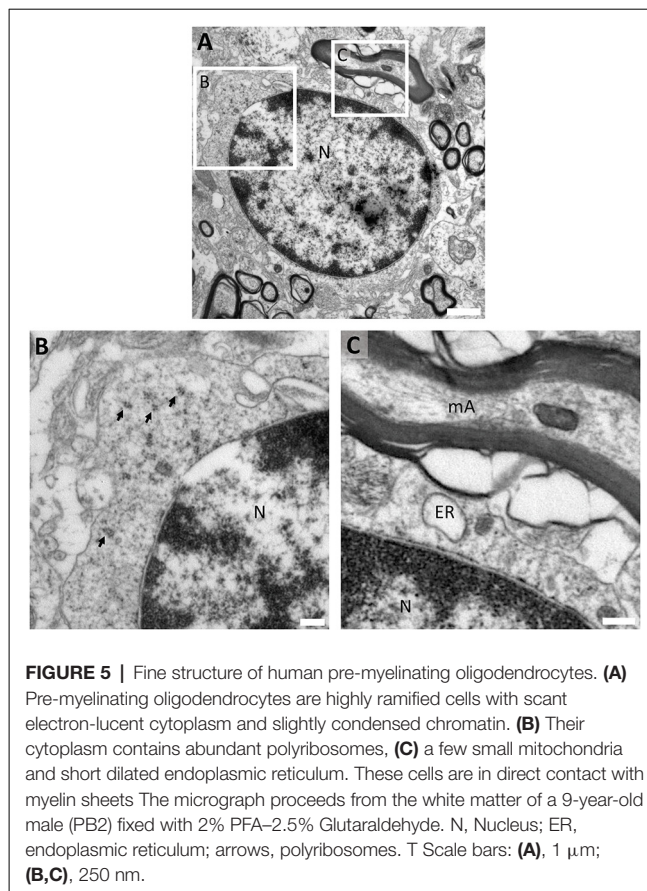 A
B
C
N
B
N
C
mA
ER
N
FIGURE 5 | Fine structure of human pre-myelinating oligodendrocytes. (A)
Pre-myelinating oligodendrocytes are highly ramified cells with scant
electron-lucent cytoplasm and slightly condensed chromatin. (B) Their
cytoplasm contains abundant polyribosomes, (C) a few small mitochondria
and short dilated endoplasmic reticulum. These cells are in direct contact with
myelin sheets The micrograph proceeds from the white matter of a 9-year-old
male (PB2) fixed with 2% PFA–2.5% Glutaraldehyde. N, Nucleus; ER,
endoplasmic reticulum; arrows, polyribosomes. T Scale bars: (A), 1 μm;
(B,C), 250 nm.